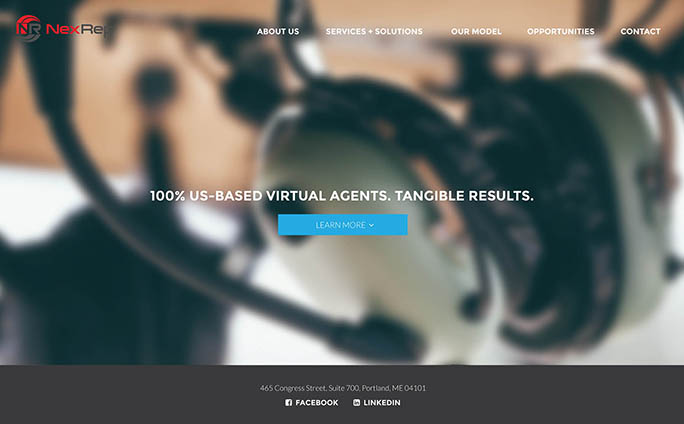 NR NexRep
ABOUT US SERVICES + SOLUTIONS OUR MODEL OPPORTUNITIES CONTACT
100% US-BASED VIRTUAL AGENTS. TANGIBLE RESULTS.
LEARN MORE
465 Congress Street, Suite 700, Portland, ME 04101
FACEBOOK LINKEDIN